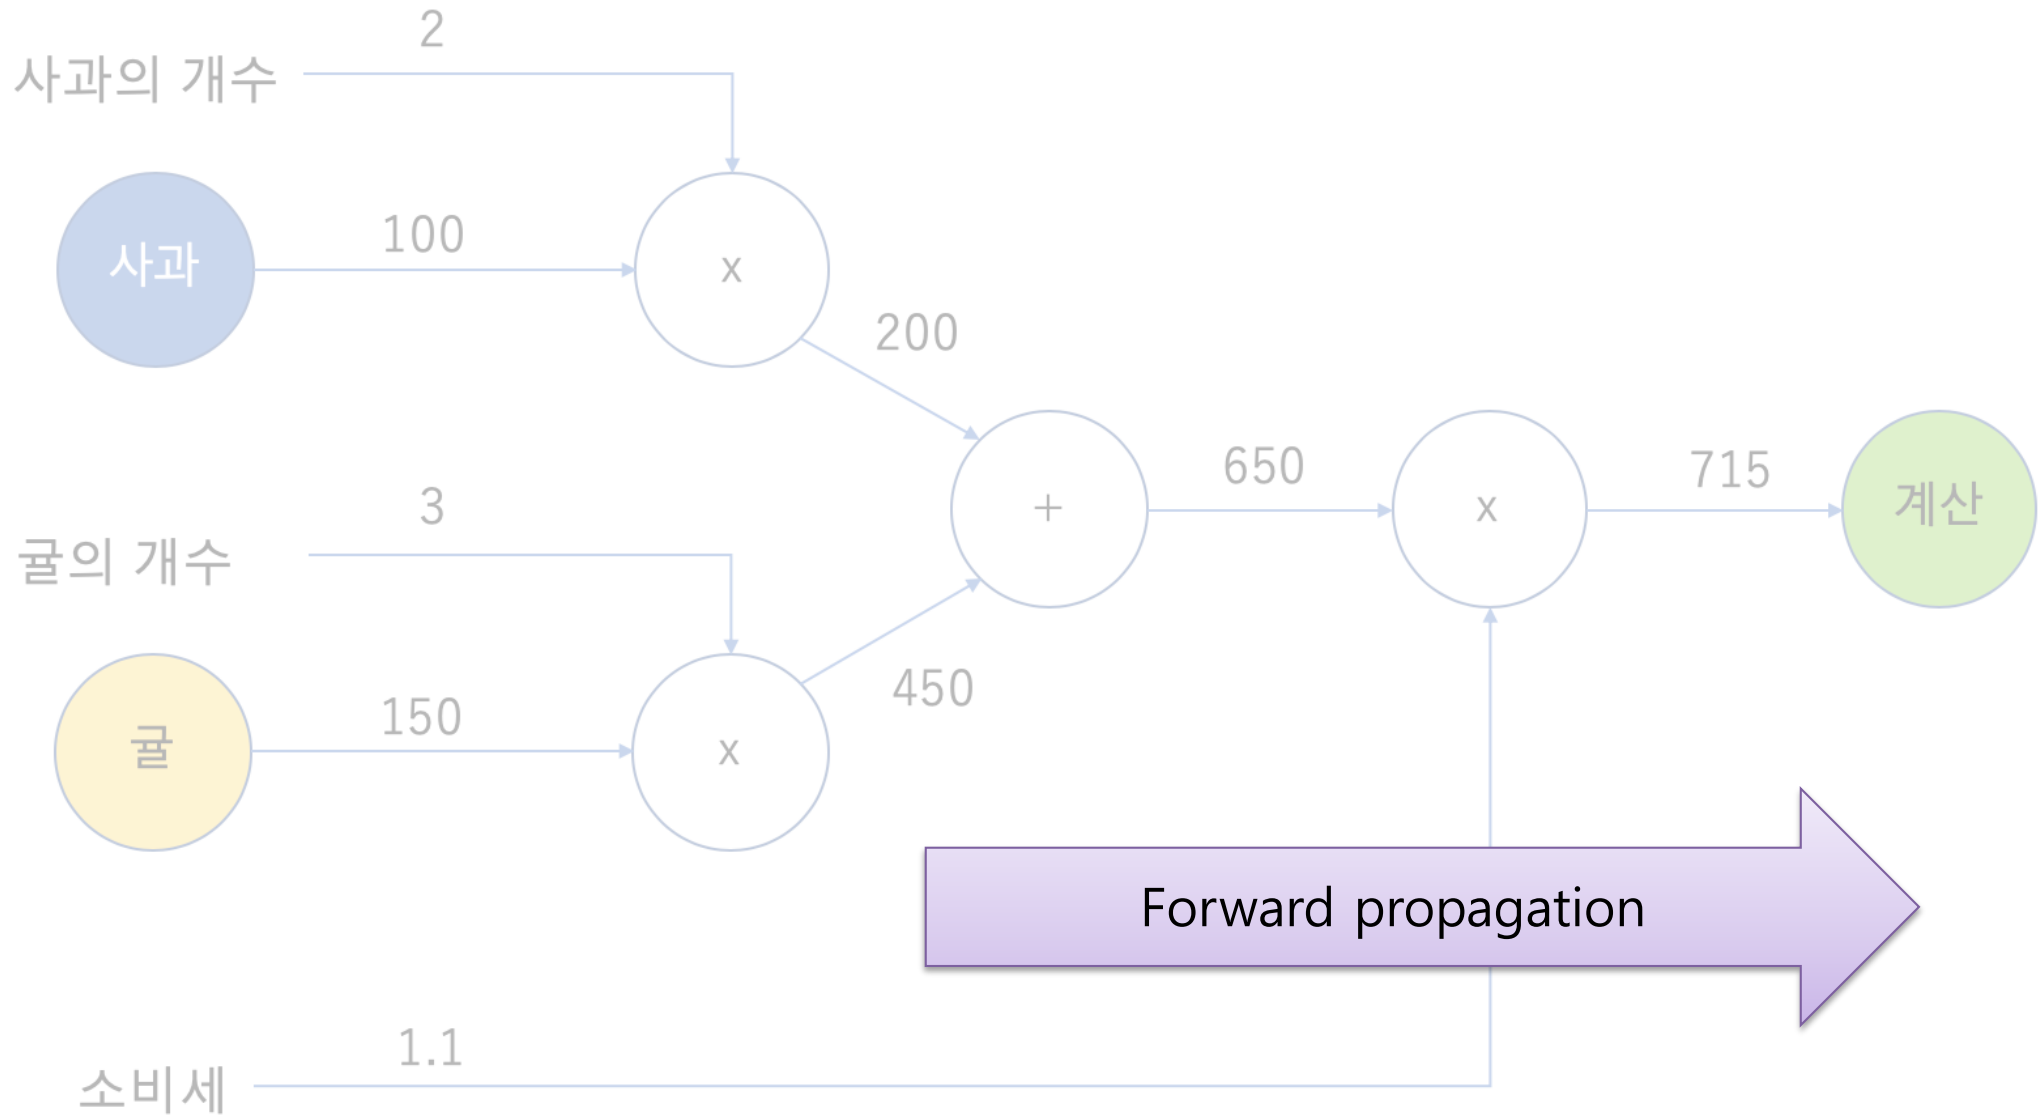 2
사과의 개수
100
사과
x
200
3
귤의 개수
+
650
x
715
계산
150
귤
x
450
Forward propagation
1.1
소비세